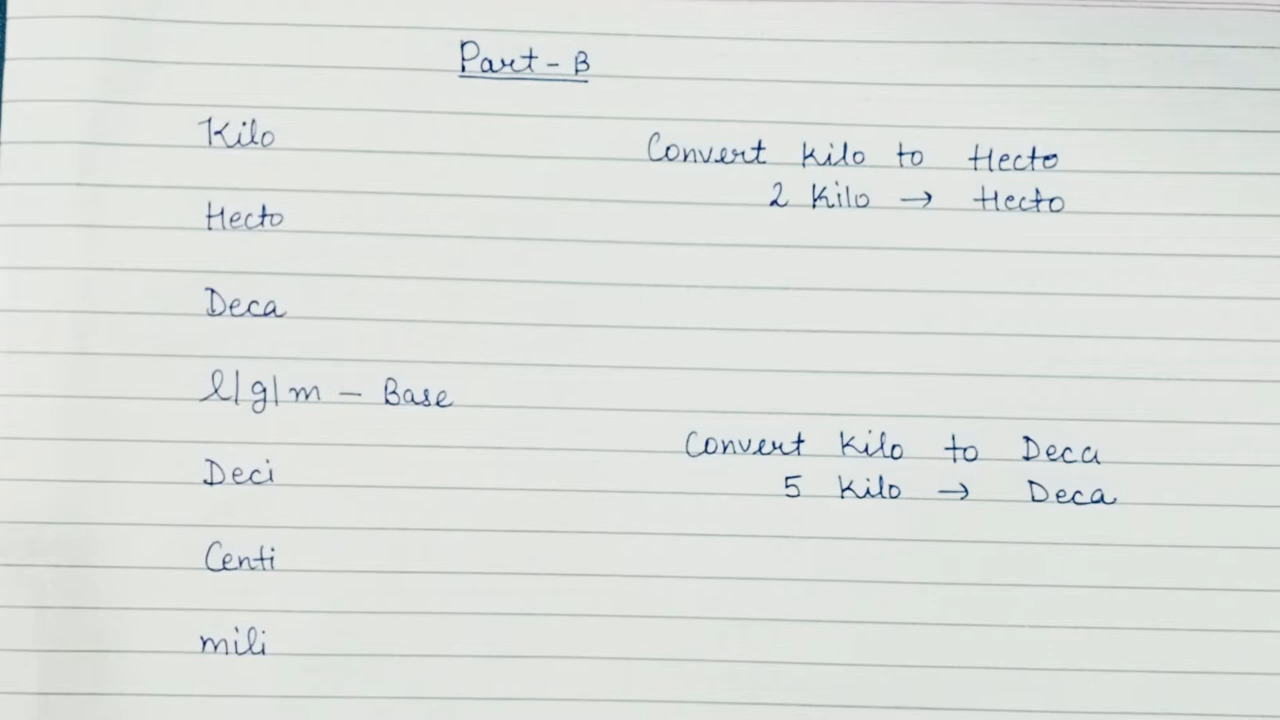 Part - B
Kilo
Hecto
Deca
l/g/m - Base
Deci
Centi
mili
Convert Kilo to Hecto
2 Kilo → Hecto
Convert Kilo to Deca
5 Kilo → Deca